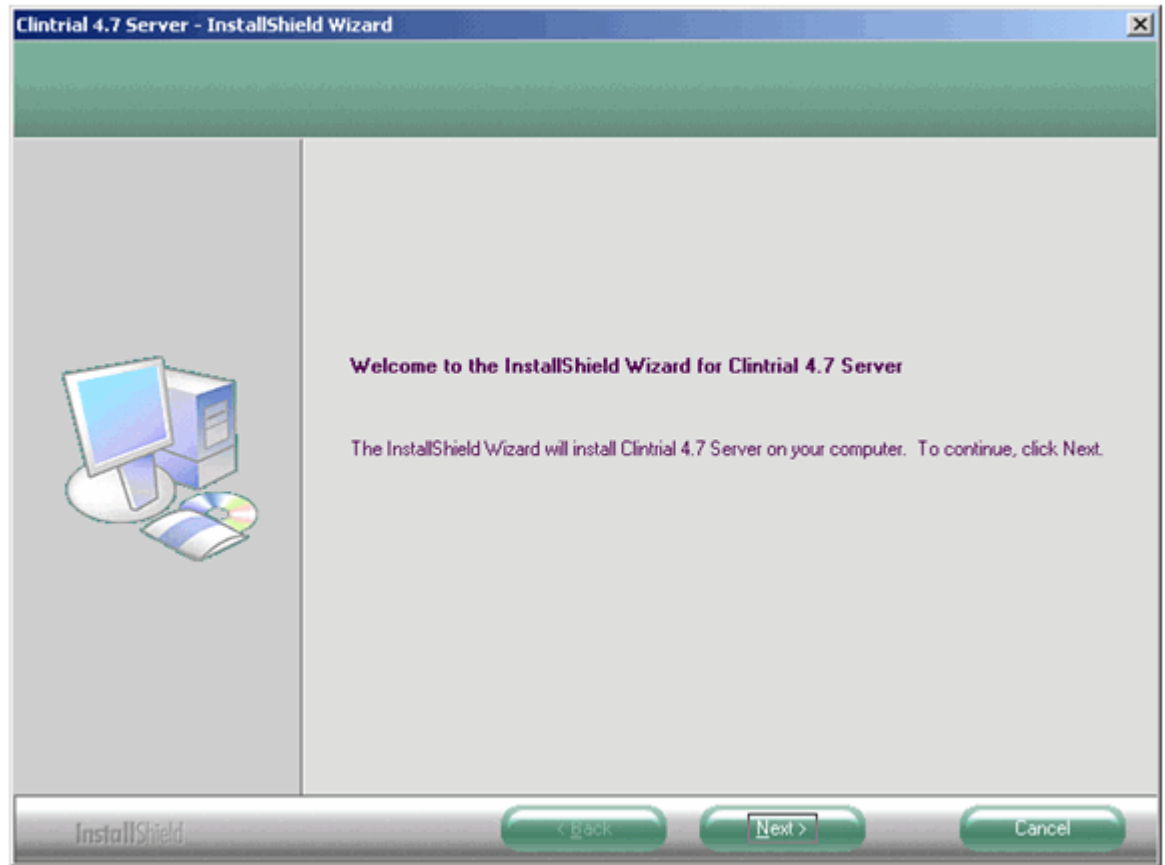 Clintrial 4.7 Server - InstallShield Wizard
Welcome to the InstallShield Wizard for Clintrial 4.7 Server
The InstallShield Wizard will install Clintrial 4.7 Server on your computer.  To continue, click Next.
InstallShield
< Back
Next >
Cancel